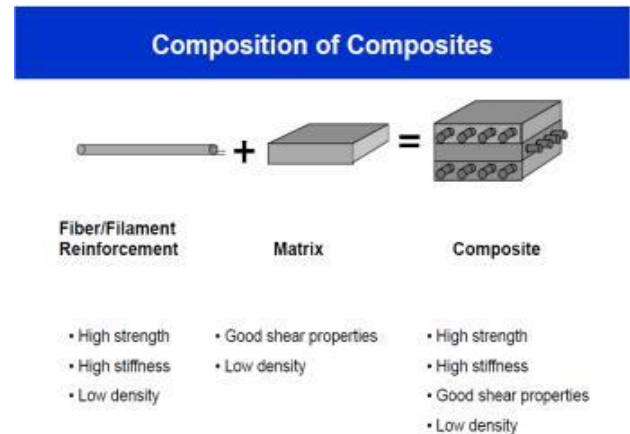 Composition of Composites
+
=
Fiber/Filament
Reinforcement
Matrix
Composite
• High strength
• High stiffness
• Low density
• Good shear properties
• Low density
• High strength
• High stiffness
• Good shear properties
• Low density